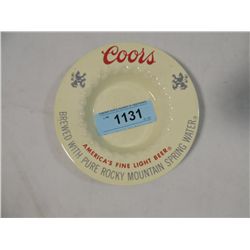 Coors
1131
AMERICA'S FINE LIGHT BEER®
BREWED WITH PURE ROCKY MOUNTAIN SPRING WATER®